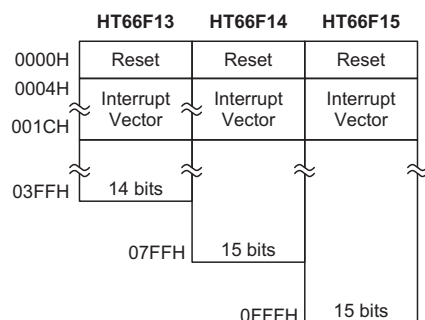 HT66F13 HT66F14 HT66F15
0000H Reset Reset Reset
0004H
Interrupt Vector Interrupt Vector Interrupt Vector
001CH
03FFH 14 bits
07FFH 15 bits
0FFFH 15 bits